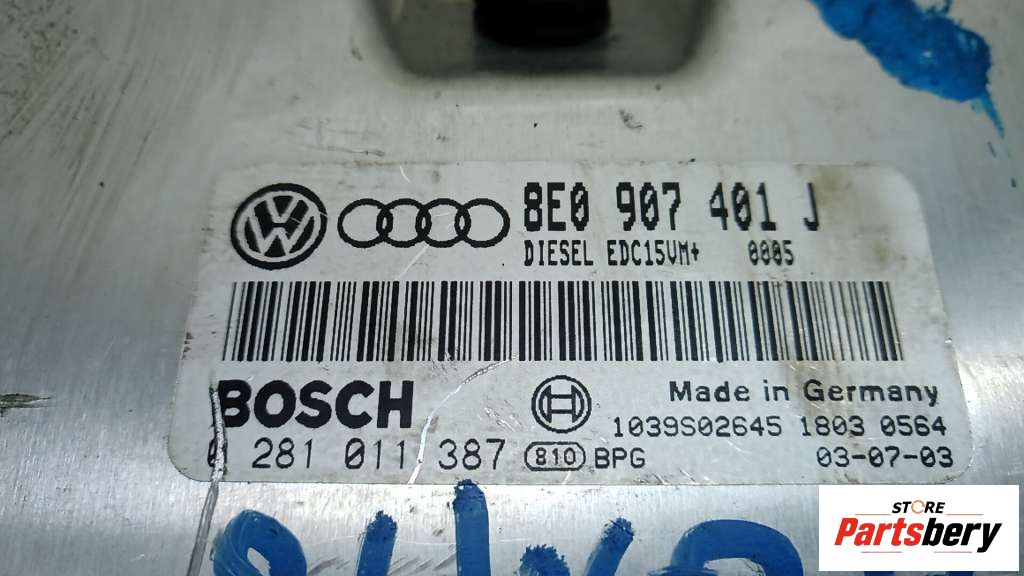 8E0 907 401 J
DIESEL EDC15VM+ 0005
BOSCH
Made in Germany
1039S02645 1803 0564
0 281 011 387 810 BPG
03-07-03
STORE
Partsbery